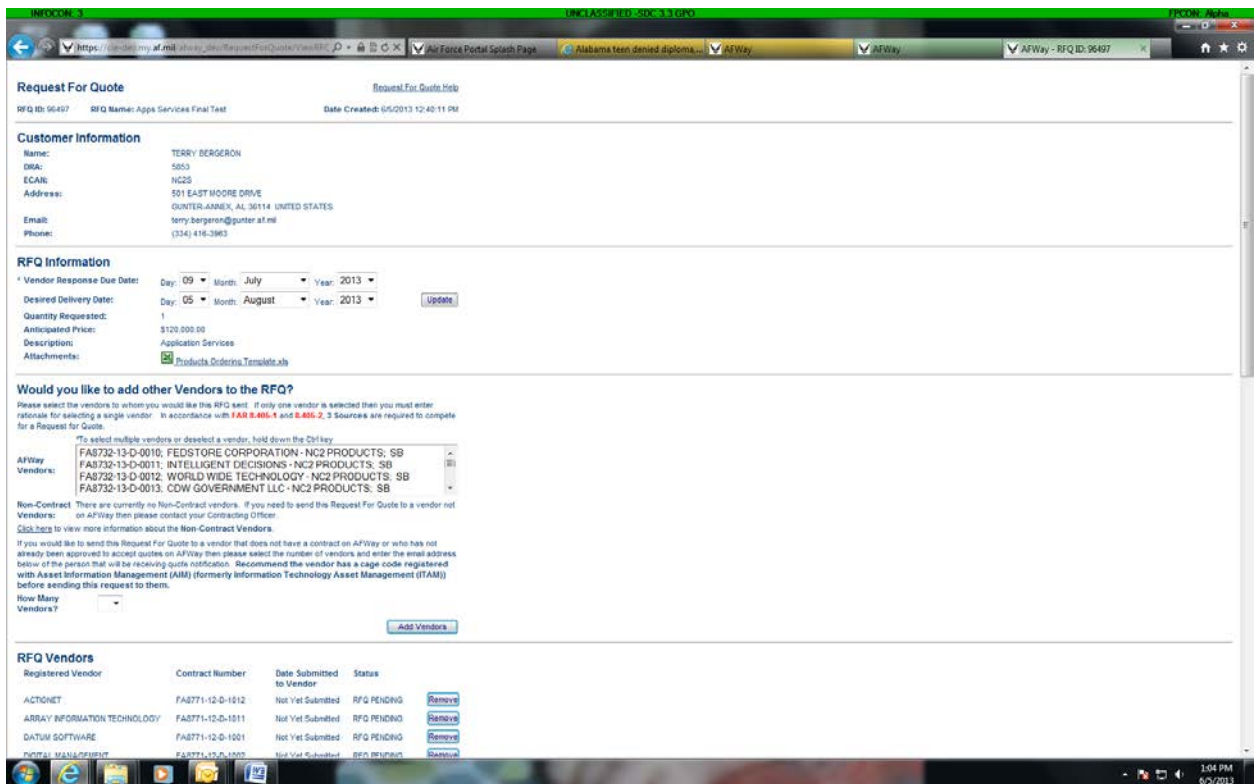 INFOCON: 3 UNCLASSIFIED -SDC 3.3 GPO FPCON: Alpha
Air Force Portal Splash Page Alabama teen denied diploma,... AFWay AFWay AFWay - RFQ ID: 96497
Request For Quote Request For Quote Help
RFQ ID: 96497 RFQ Name: Apps Services Final Test Date Created: 6/5/2013 12:40:11 PM
Customer Information
Name: TERRY BERGERON
DRA: 5853
ECAN: NC2S
Address: 501 EAST MOORE DRIVE
GUNTER-ANNEX, AL 36114 UNITED STATES
Email: terry.bergeron@gunter.af.mil
Phone: (334) 416-3963
RFQ Information
* Vendor Response Due Date: Day: 09 Month: July Year: 2013
Desired Delivery Date: Day: 05 Month: August Year: 2013 Update
Quantity Requested: 1
Anticipated Price: $120,000.00
Description: Application Services
Attachments: Products Ordering Template.xls
Would you like to add other Vendors to the RFQ?
Please select the vendors to whom you would like this RFQ sent. If only one vendor is selected then you must enter
rationale for selecting a single vendor. In accordance with FAR 8.405-1 and 8.405-2, 3 Sources are required to compete
for a Request for Quote.
*To select multiple vendors or deselect a vendor, hold down the Ctrl key
AFWay Vendors:
FA8732-13-D-0010; FEDSTORE CORPORATION - NC2 PRODUCTS; SB
FA8732-13-D-0011; INTELLIGENT DECISIONS - NC2 PRODUCTS; SB
FA8732-13-D-0012; WORLD WIDE TECHNOLOGY - NC2 PRODUCTS; SB
FA8732-13-D-0013; CDW GOVERNMENT LLC - NC2 PRODUCTS; SB
Non-Contract There are currently no Non-Contract vendors. If you need to send this Request For Quote to a vendor not
Vendors: on AFWay then please contact your Contracting Officer.
Click here to view more information about the Non-Contract Vendors.
If you would like to send this Request For Quote to a vendor that does not have a contract on AFWay or who has not
already been approved to accept quotes on AFWay then please select the number of vendors and enter the email address
below of the person that will be receiving quote notification. Recommend the vendor has a cage code registered
with Asset Information Management (AIM) (formerly Information Technology Asset Management (ITAM))
before sending this request to them.
How Many
Vendors?
Add Vendors
RFQ Vendors
Registered Vendor Contract Number Date Submitted to Vendor Status
ACTIONET FA8771-12-D-1012 Not Yet Submitted RFQ PENDING Remove
ARRAY INFORMATION TECHNOLOGY FA8771-12-D-1011 Not Yet Submitted RFQ PENDING Remove
DATUM SOFTWARE FA8771-12-D-1001 Not Yet Submitted RFQ PENDING Remove
DIGITAL MANAGEMENT FA8771-12-D-1002 Not Yet Submitted RFQ PENDING Remove
1:04 PM
6/5/2013